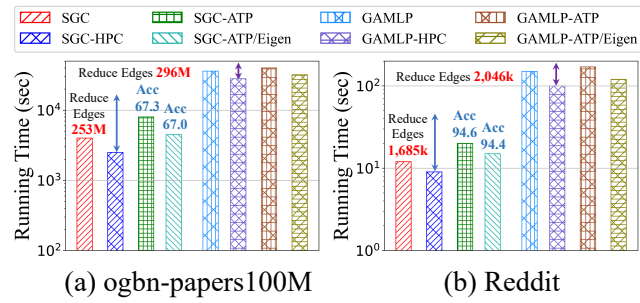 SGC SGC-ATP GAMLP GAMLP-ATP
SGC-HPC SGC-ATP/Eigen GAMLP-HPC GAMLP-ATP/Eigen
Running Time (sec)
10^4
10^3
10^2
Reduce Edges 296M
Reduce
Edges
253M
Acc
67.3
Acc
67.0
(a) ogbn-papers100M
Running Time (sec)
10^2
10^1
10^0
Reduce Edges 2,046k
Reduce
Edges
1,685k
Acc
94.6
Acc
94.4
(b) Reddit